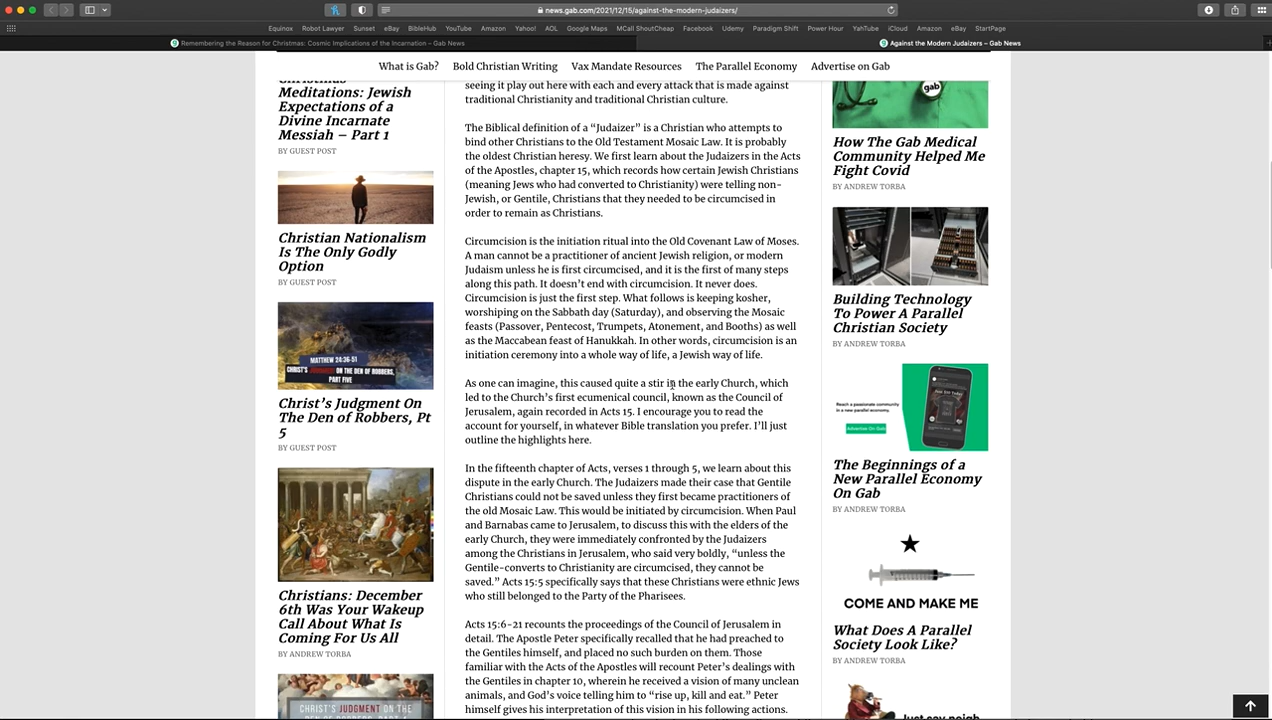 news.gab.com/2021/12/15/against-the-modern-judaizers/
Equinox Robot Lawyer Sunset eBay BibleHub YouTube Amazon Yahoo! AOL Google Maps MCall ShoutCheap Facebook Udemy Paradigm Shift Power Hour YahTube iCloud Amazon eBay StartPage
Remembering the Reason for Christmas: Cosmic Implications of the Incarnation – Gab News
Against the Modern Judaizers – Gab News
What is Gab? Bold Christian Writing Vax Mandate Resources The Parallel Economy Advertise on Gab
Christmas
Meditations: Jewish
Expectations of a
Divine Incarnate
Messiah – Part 1
BY GUEST POST
Christian Nationalism
Is The Only Godly
Option
BY GUEST POST
MATTHEW 24:36-51
CHRIST'S JUDGMENT ON THE DEN OF ROBBERS,
PART FIVE
Christ's Judgment On
The Den of Robbers, Pt
5
BY GUEST POST
Christians: December
6th Was Your Wakeup
Call About What Is
Coming For Us All
BY ANDREW TORBA
CHRIST'S JUDGMENT ON THE
seeing it play out here with each and every attack that is made against
traditional Christianity and traditional Christian culture.
The Biblical definition of a “Judaizer” is a Christian who attempts to
bind other Christians to the Old Testament Mosaic Law. It is probably
the oldest Christian heresy. We first learn about the Judaizers in the Acts
of the Apostles, chapter 15, which records how certain Jewish Christians
(meaning Jews who had converted to Christianity) were telling non-
Jewish, or Gentile, Christians that they needed to be circumcised in
order to remain as Christians.
Circumcision is the initiation ritual into the Old Covenant Law of Moses.
A man cannot be a practitioner of ancient Jewish religion, or modern
Judaism unless he is first circumcised, and it is the first of many steps
along this path. It doesn’t end with circumcision. It never does.
Circumcision is just the first step. What follows is keeping kosher,
worshiping on the Sabbath day (Saturday), and observing the Mosaic
feasts (Passover, Pentecost, Trumpets, Atonement, and Booths) as well
as the Maccabean feast of Hanukkah. In other words, circumcision is an
initiation ceremony into a whole way of life, a Jewish way of life.
As one can imagine, this caused quite a stir in the early Church, which
led to the Church’s first ecumenical council, known as the Council of
Jerusalem, again recorded in Acts 15. I encourage you to read the
account for yourself, in whatever Bible translation you prefer. I’ll just
outline the highlights here.
In the fifteenth chapter of Acts, verses 1 through 5, we learn about this
dispute in the early Church. The Judaizers made their case that Gentile
Christians could not be saved unless they first became practitioners of
the old Mosaic Law. This would be initiated by circumcision. When Paul
and Barnabas came to Jerusalem, to discuss this with the elders of the
early Church, they were immediately confronted by the Judaizers
among the Christians in Jerusalem, who said very boldly, “unless the
Gentile-converts to Christianity are circumcised, they cannot be
saved.” Acts 15:5 specifically says that these Christians were ethnic Jews
who still belonged to the Party of the Pharisees.
Acts 15:6-21 recounts the proceedings of the Council of Jerusalem in
detail. The Apostle Peter specifically recalled that he had preached to
the Gentiles himself, and placed no such burden on them. Those
familiar with the Acts of the Apostles will recount Peter’s dealings with
the Gentiles in chapter 10, wherein he received a vision of many unclean
animals, and God’s voice telling him to “rise up, kill and eat.” Peter
himself gives his interpretation of this vision in his following actions.
gab
How The Gab Medical
Community Helped Me
Fight Covid
BY ANDREW TORBA
Building Technology
To Power A Parallel
Christian Society
BY ANDREW TORBA
Reach a passionate community
in a new parallel economy.
Advertise On Gab
The Beginnings of a
New Parallel Economy
On Gab
BY ANDREW TORBA
COME AND MAKE ME
What Does A Parallel
Society Look Like?
BY ANDREW TORBA
Just say neigh